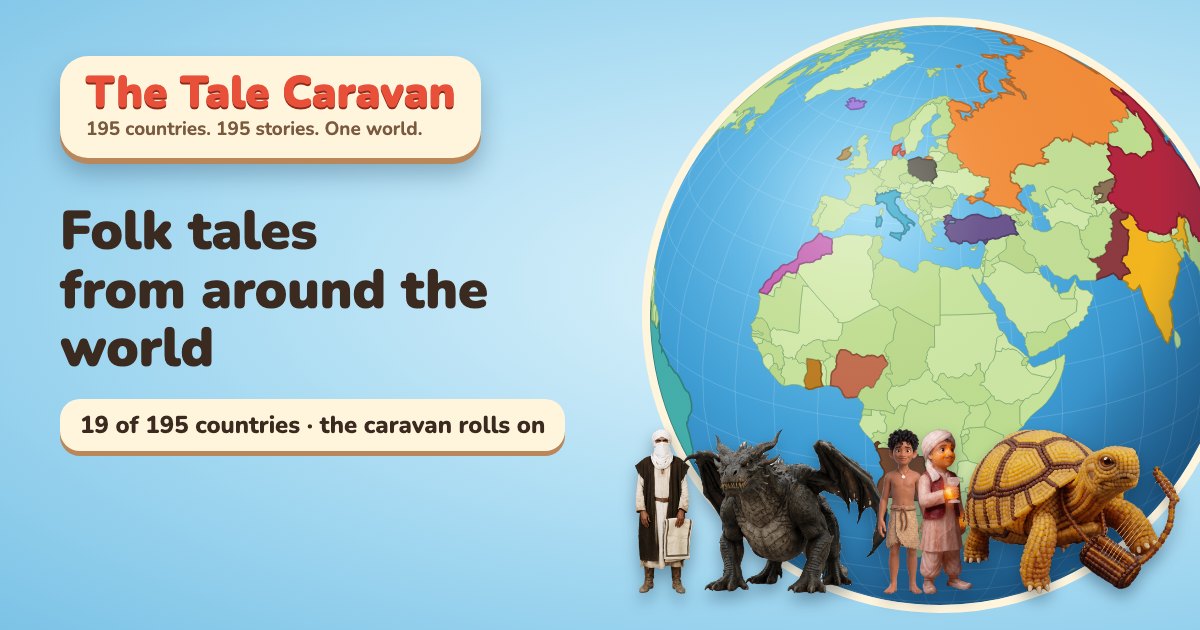 The Tale Caravan
195 countries. 195 stories. One world.
Folk tales
from around the
world
19 of 195 countries · the caravan rolls on